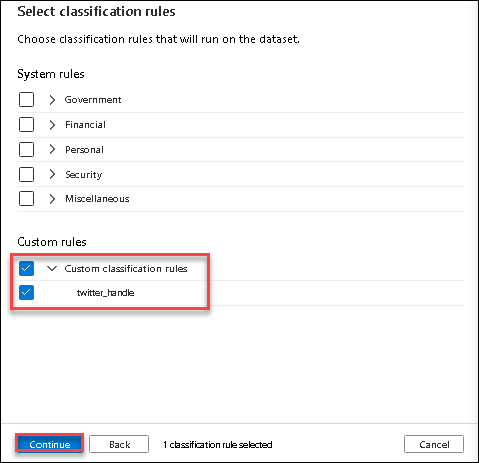 Select classification rules
Choose classification rules that will run on the dataset.
System rules
Government
Financial
Personal
Security
Miscellaneous
Custom rules
Custom classification rules
twitter_handle
Continue Back 1 classification rule selected Cancel